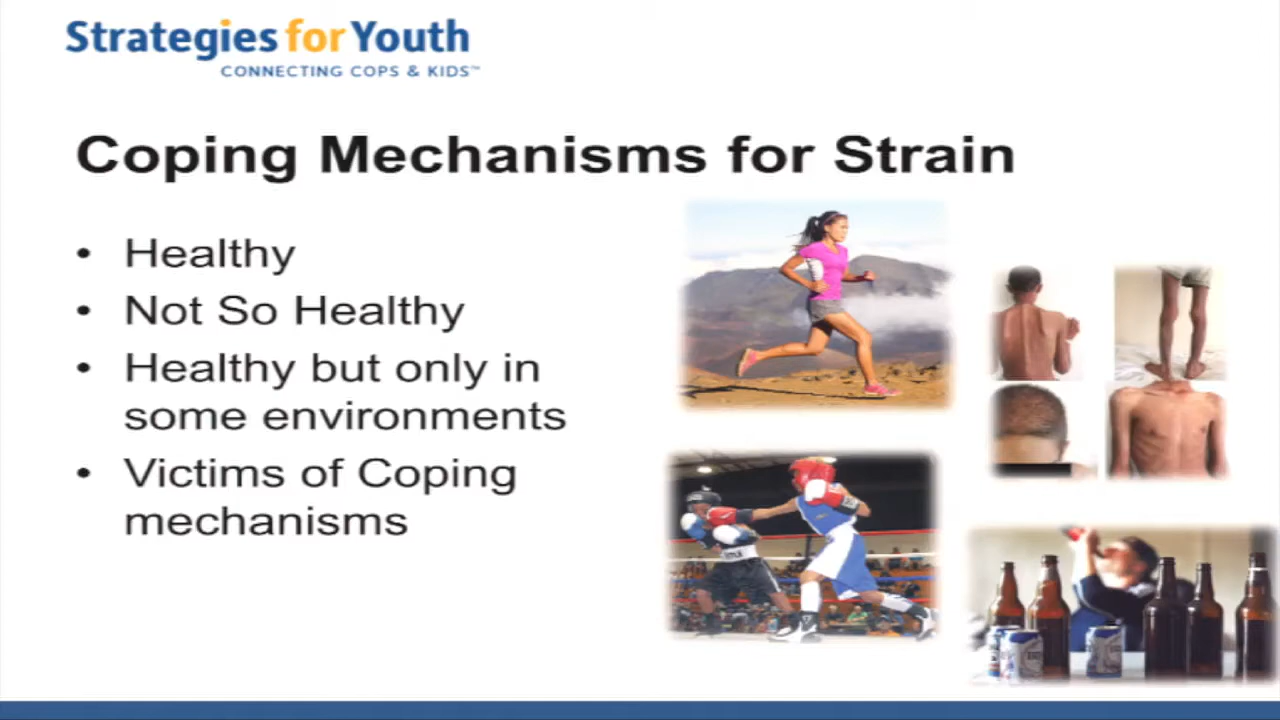 Strategies for Youth
CONNECTING COPS & KIDS™
Coping Mechanisms for Strain
• Healthy
• Not So Healthy
• Healthy but only in
some environments
• Victims of Coping
mechanisms